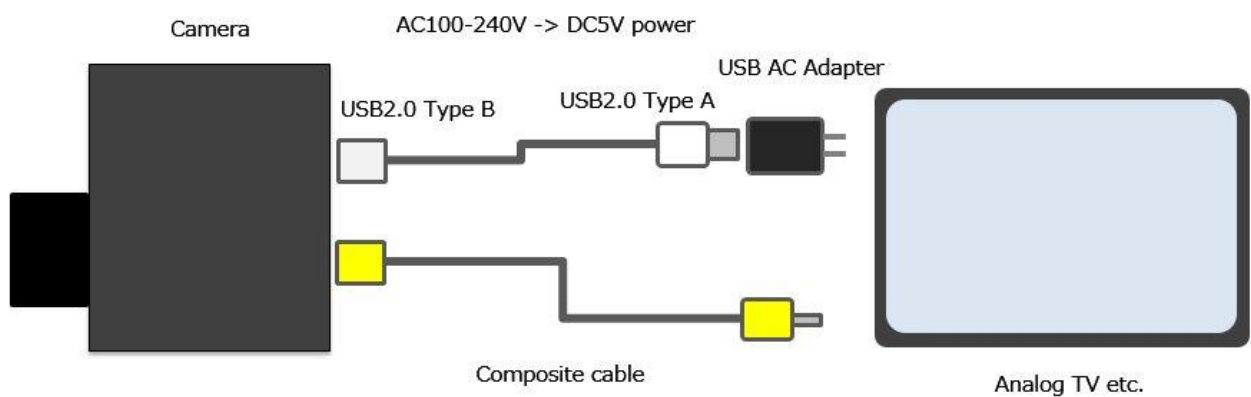 Camera
AC100-240V -> DC5V power
USB AC Adapter
USB2.0 Type B
USB2.0 Type A
Composite cable
Analog TV etc.